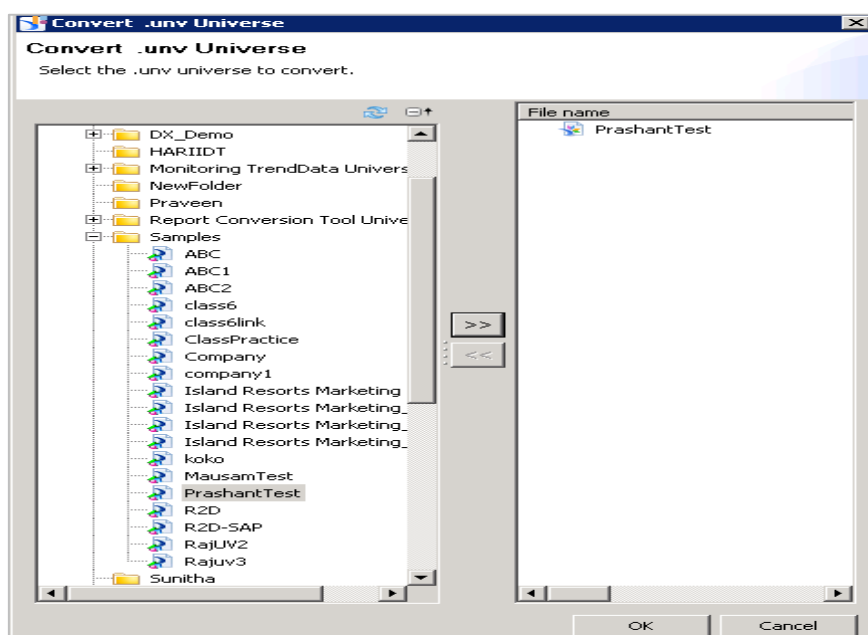 Convert .unv Universe
Convert .unv Universe
Select the .unv universe to convert.
File name
PrashantTest
DX_Demo
HARIIDT
Monitoring TrendData Univers
NewFolder
Praveen
Report Conversion Tool Unive
Samples
ABC
ABC1
ABC2
class6
class6link
ClassPractice
Company
company1
Island Resorts Marketing
Island Resorts Marketing_
Island Resorts Marketing_
Island Resorts Marketing_
koko
MausamTest
PrashantTest
R2D
R2D-SAP
RajUV2
Rajuv3
Sunitha
>>
<<
OK
Cancel